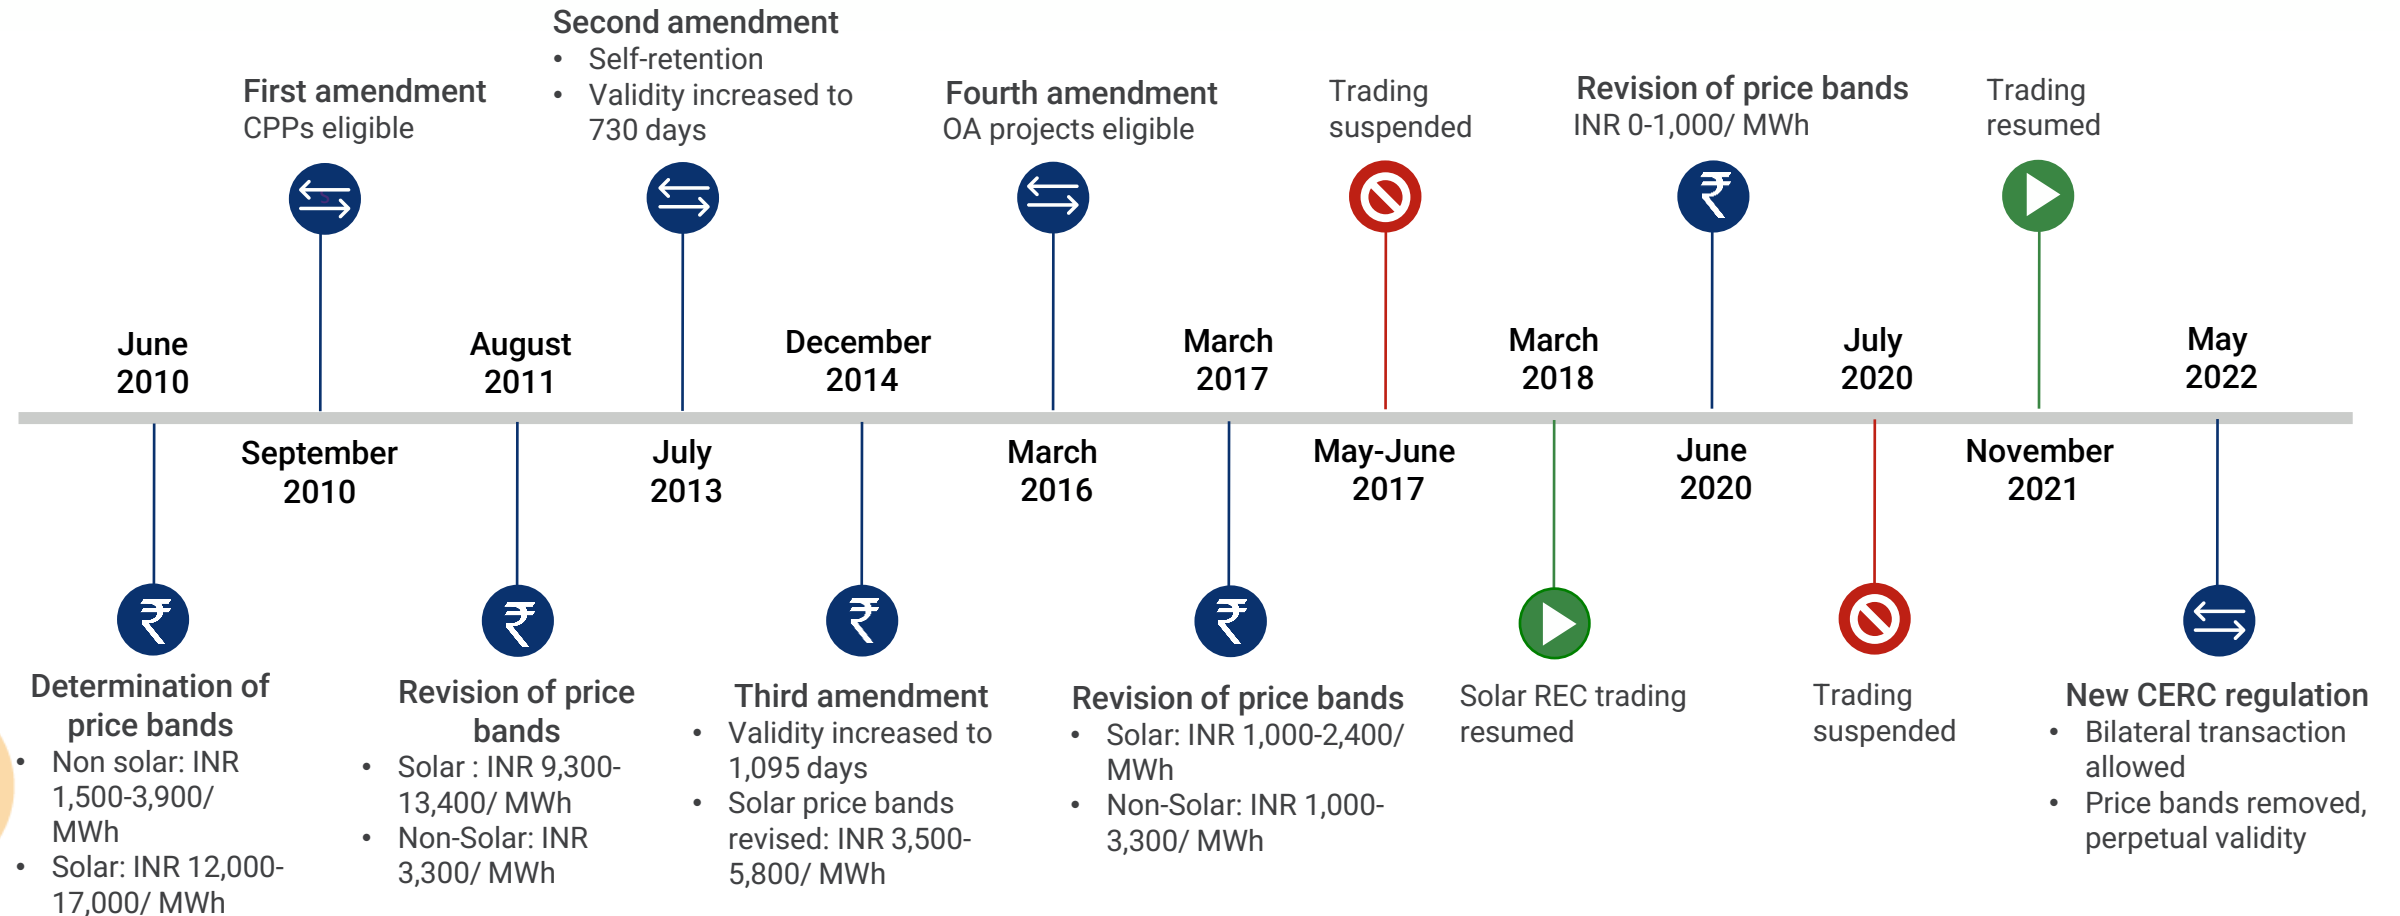 Second amendment
• Self-retention
• Validity increased to
730 days
First amendment
CPPs eligible
Fourth amendment
OA projects eligible
Trading
suspended
Revision of price bands
INR 0-1,000/ MWh
Trading
resumed
June
2010
August
2011
December
2014
March
2017
March
2018
July
2020
May
2022
September
2010
July
2013
March
2016
May-June
2017
June
2020
November
2021
Determination of
price bands
• Non solar: INR
1,500-3,900/
MWh
• Solar: INR 12,000-
17,000/ MWh
Revision of price
bands
• Solar : INR 9,300-
13,400/ MWh
• Non-Solar: INR
3,300/ MWh
Third amendment
• Validity increased to
1,095 days
• Solar price bands
revised: INR 3,500-
5,800/ MWh
Revision of price bands
• Solar: INR 1,000-2,400/
MWh
• Non-Solar: INR 1,000-
3,300/ MWh
Solar REC trading
resumed
Trading
suspended
New CERC regulation
• Bilateral transaction
allowed
• Price bands removed,
perpetual validity